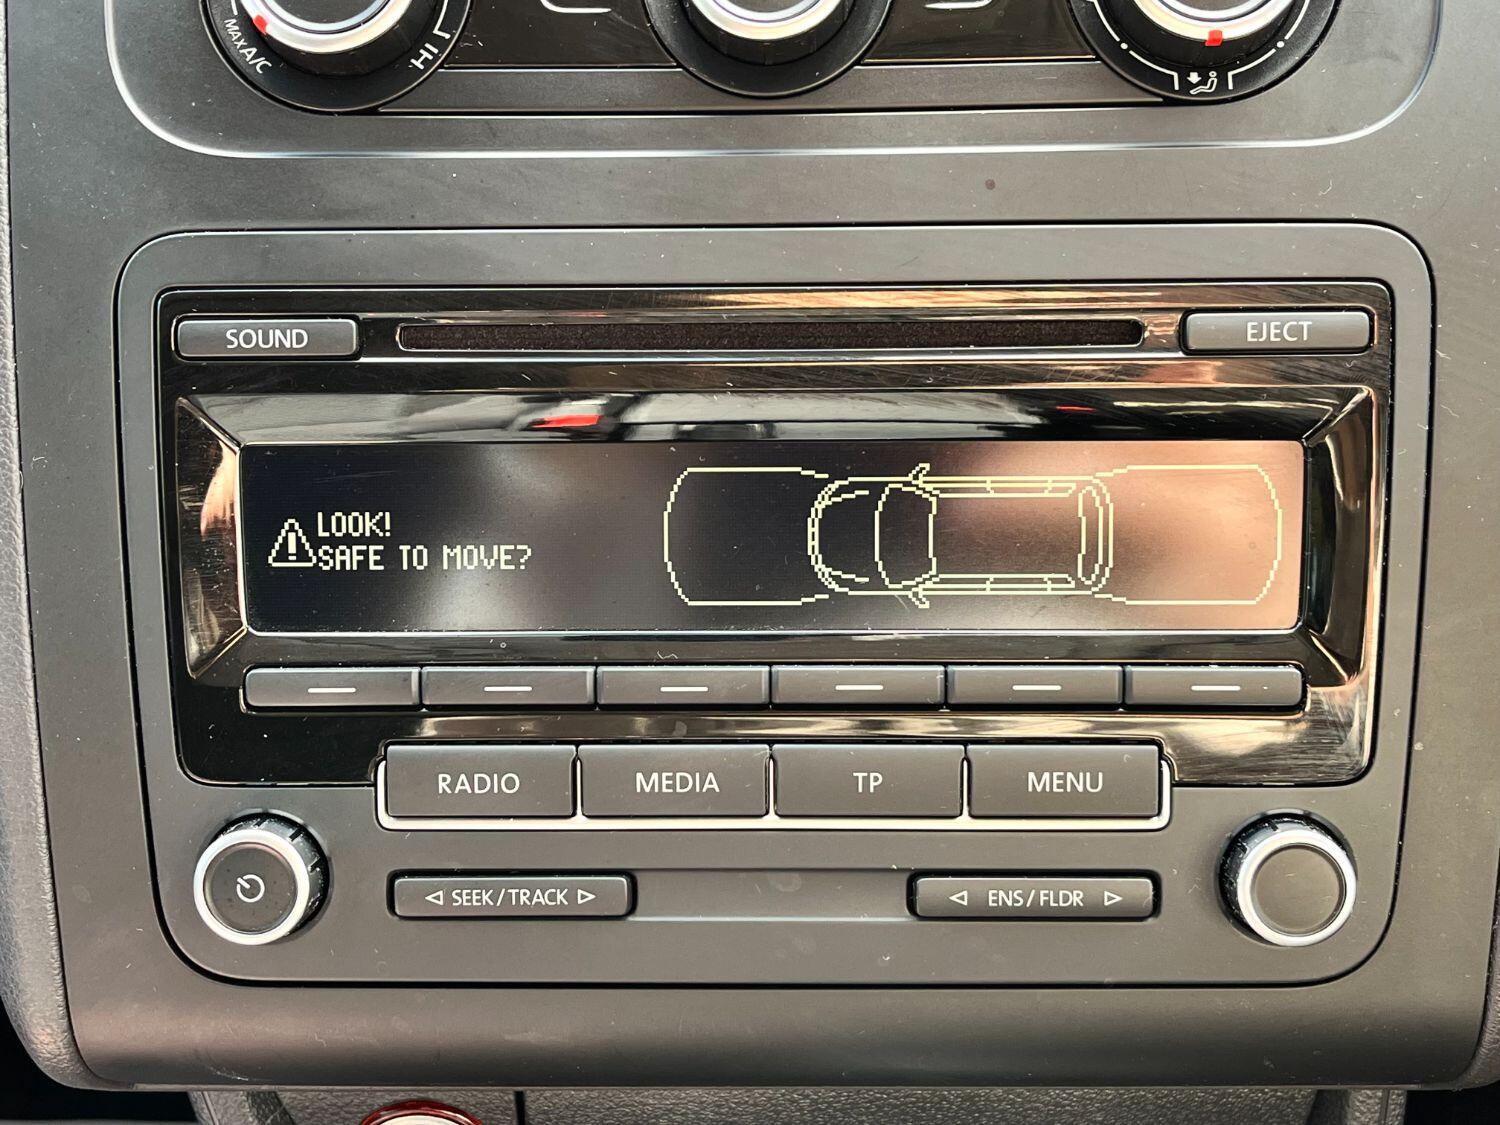 MAX A/C
HI
SOUND
EJECT
LOOK!
SAFE TO MOVE?
RADIO
MEDIA
TP
MENU
SEEK/TRACK
ENS/FLDR